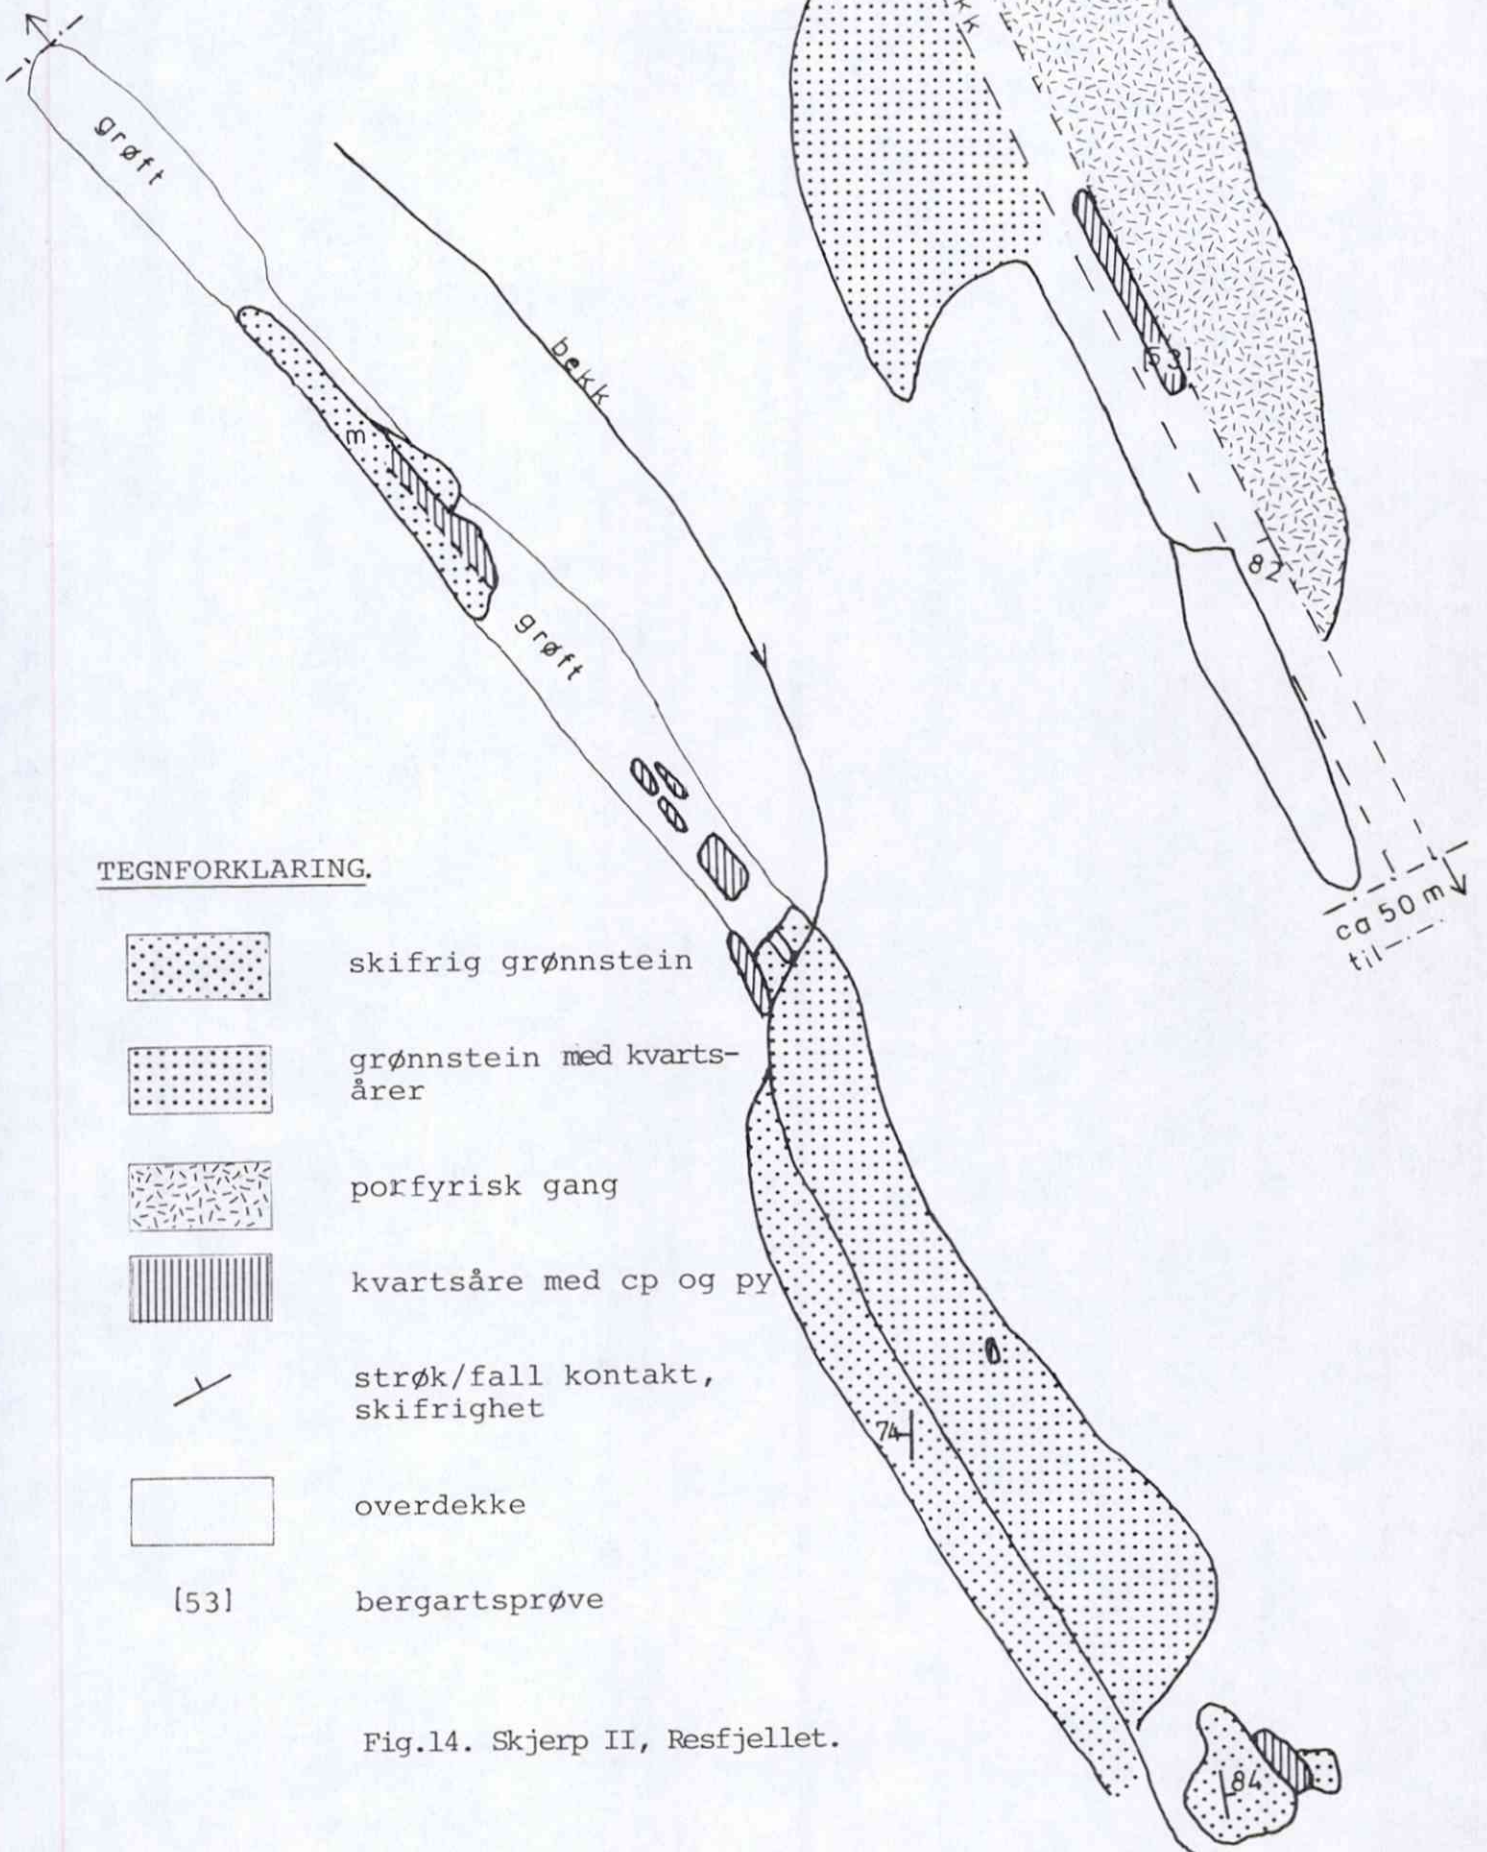 kk
grøft
bekk
[53]
m
82
grøft
ca 50 m
til
TEGNFORKLARING.
skifrig grønnstein
grønnstein med kvarts-
årer
porfyrisk gang
kvartsåre med cp og py
strøk/fall kontakt,
skifrighet
74
overdekke
[53]
bergartsprøve
Fig.14. Skjerp II, Resfjellet.
84